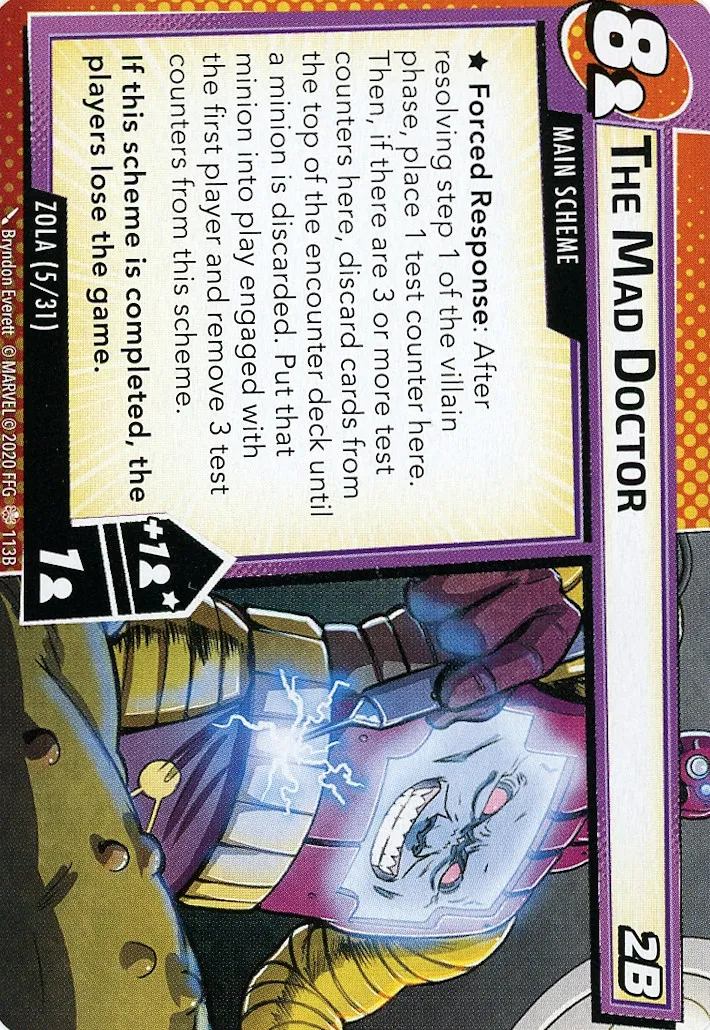 8
THE MAD DOCTOR
2B
MAIN SCHEME
★ Forced Response: After
resolving step 1 of the villain
phase, place 1 test counter here.
Then, if there are 3 or more test
counters here, discard cards from
the top of the encounter deck until
a minion is discarded. Put that
minion into play engaged with
the first player and remove 3 test
counters from this scheme.
If this scheme is completed, the
players lose the game.
+1 ★
1
ZOLA (5/31)
Bryndon Everett © MARVEL © 2020 FFG 113B